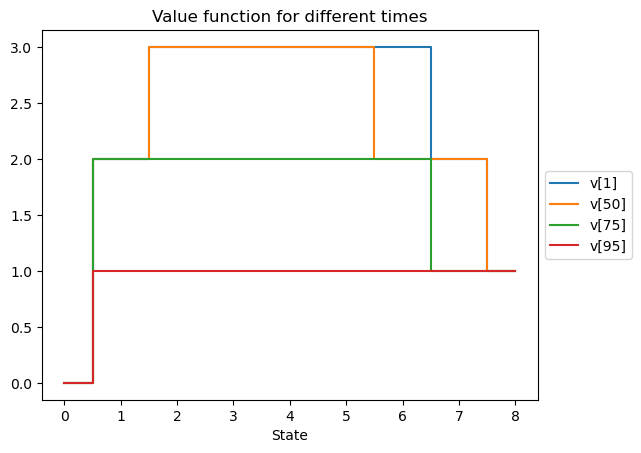 Value function for different times
3.0
2.5
2.0
1.5
1.0
0.5
0.0
0 1 2 3 4 5 6 7 8
State
v[1]
v[50]
v[75]
v[95]